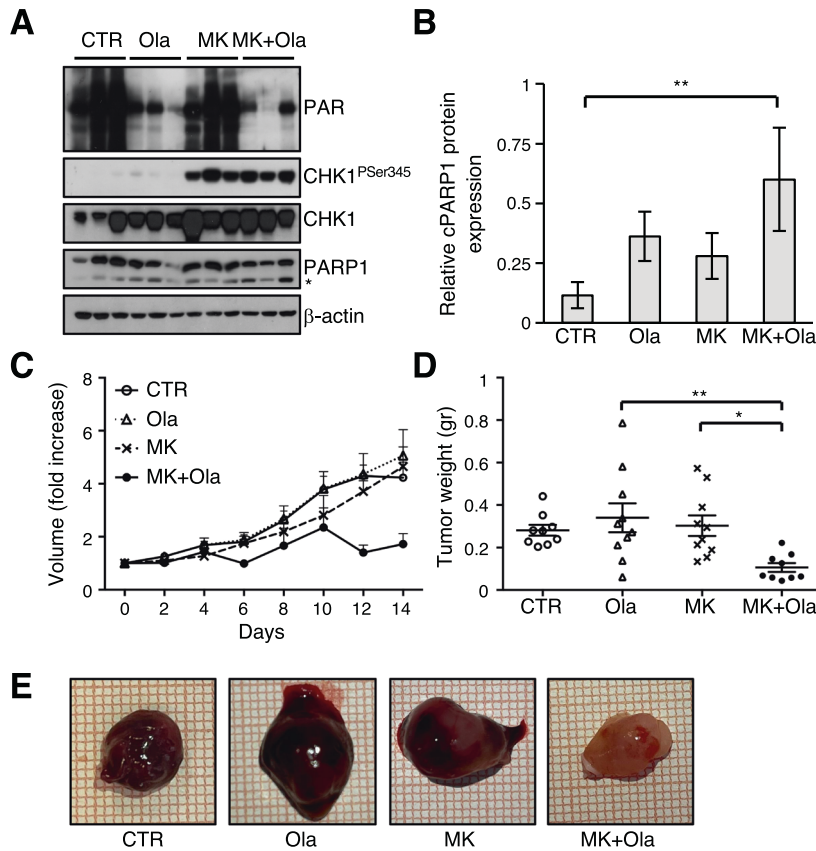 A
CTR Ola MK MK+Ola
PAR
CHK1PSer345
CHK1
PARP1
*
β-actin
B
Relative cPARP1 protein
expression
1
0.75
0.5
0.25
0
**
CTR Ola MK MK+Ola
C
Volume (fold increase)
8
6
4
2
0
CTR
Ola
MK
MK+Ola
0 2 4 6 8 10 12 14
Days
D
Tumor weight (gr)
1
0.8
0.6
0.4
0.2
0
**
*
CTR Ola MK MK+Ola
E
CTR Ola MK MK+Ola